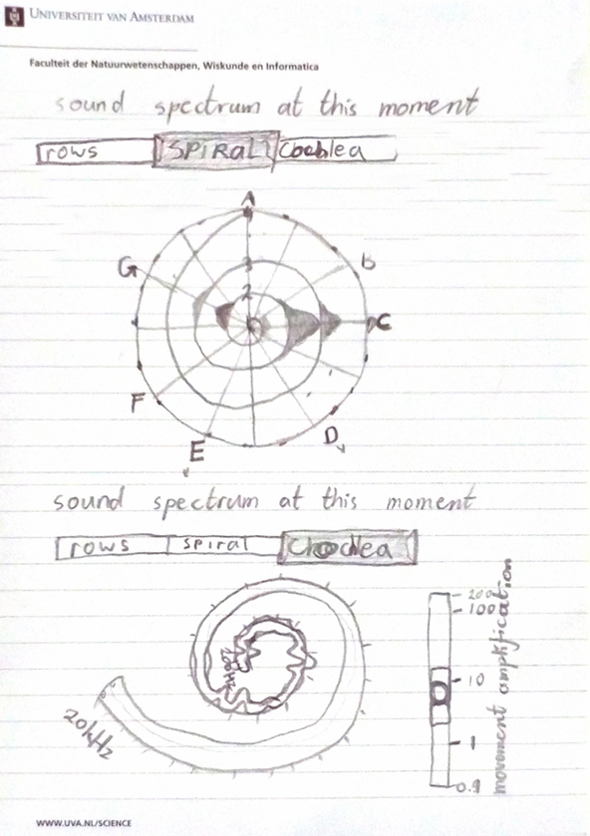 UNIVERSITEIT VAN AMSTERDAM
Faculteit der Natuurwetenschappen, Wiskunde en Informatica
sound spectrum at this moment
rows SPIRAL Cochlea
A
B
G
3
2
C
F
D
E
sound spectrum at this moment
rows spiral Cochlea
200
100
10
1
0.1
movement amplification
20kHz
WWW.UVA.NL/SCIENCE